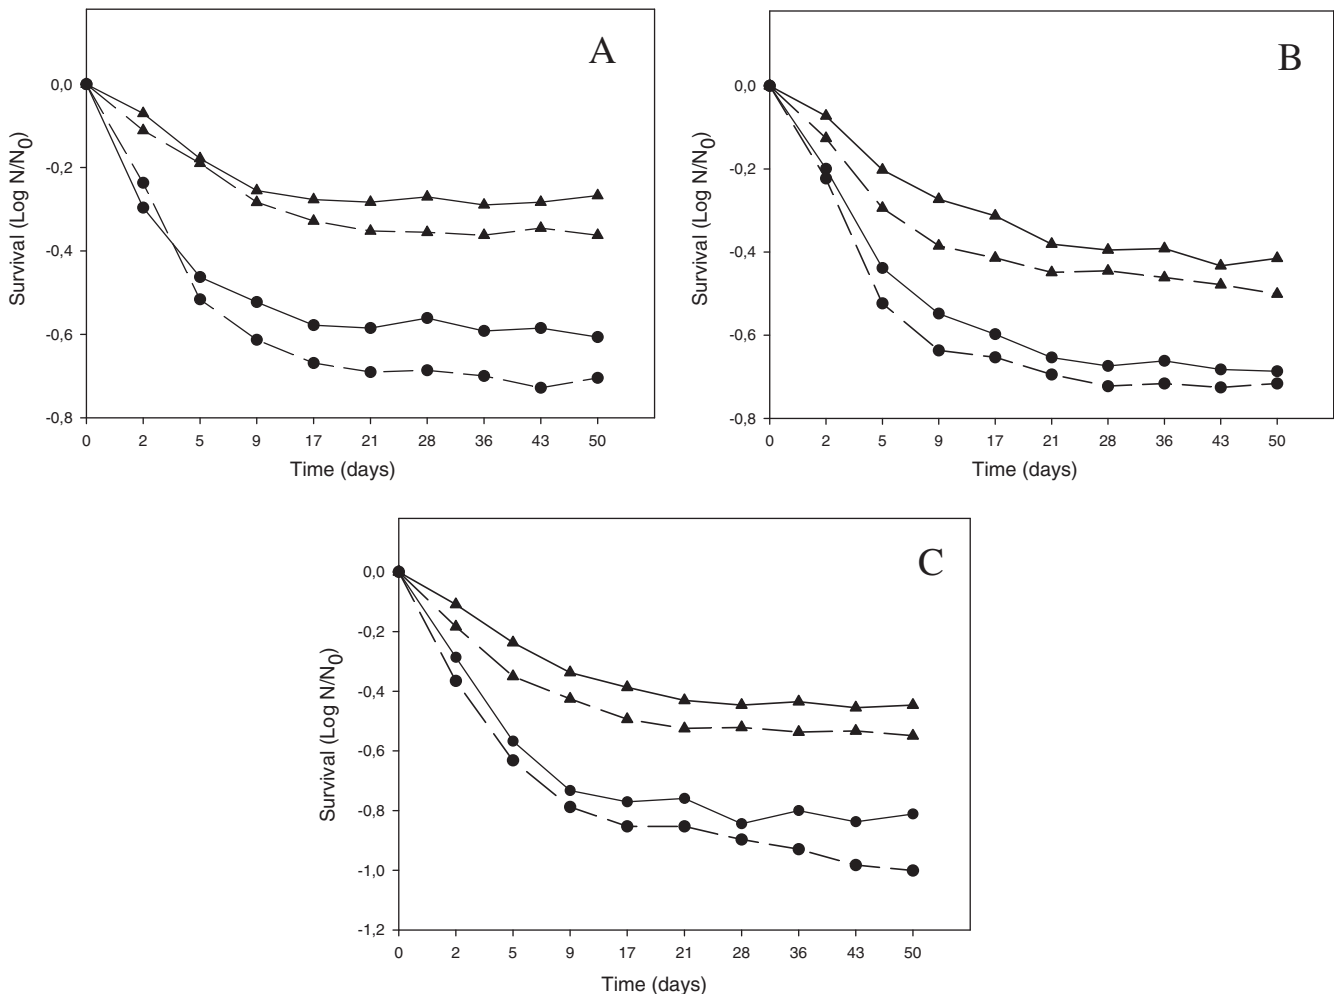 A
0,0
-0,2
-0,4
-0,6
-0,8
Survival (Log N/N0)
0 2 5 9 17 21 28 36 43 50
Time (days)
B
0,0
-0,2
-0,4
-0,6
-0,8
Survival (Log N/N0)
0 2 5 9 17 21 28 36 43 50
Time (days)
C
0,0
-0,2
-0,4
-0,6
-0,8
-1,0
-1,2
Survival (Log N/N0)
0 2 5 9 17 21 28 36 43 50
Time (days)